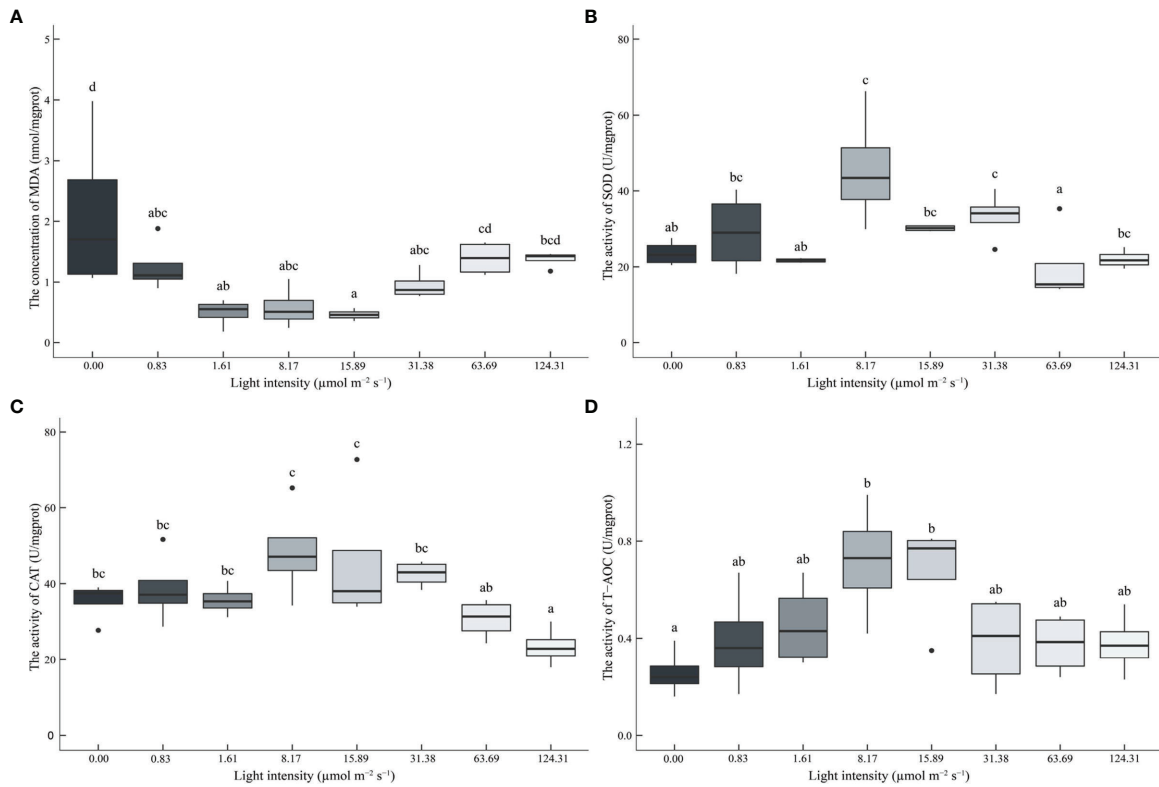 A
The concentration of MDA (nmol/mgprot)
5
4
3
2
1
0
d
abc
ab
abc
a
abc
cd
bcd
0.00 0.83 1.61 8.17 15.89 31.38 63.69 124.31
Light intensity (µmol m⁻² s⁻¹)
B
The activity of SOD (U/mgprot)
80
60
40
20
0
ab
bc
ab
c
bc
c
a
bc
0.00 0.83 1.61 8.17 15.89 31.38 63.69 124.31
Light intensity (µmol m⁻² s⁻¹)
C
The activity of CAT (U/mgprot)
80
60
40
20
0
bc
bc
bc
c
c
bc
ab
a
0.00 0.83 1.61 8.17 15.89 31.38 63.69 124.31
Light intensity (µmol m⁻² s⁻¹)
D
The activity of T−AOC (U/mgprot)
1.2
0.8
0.4
0.0
a
ab
ab
b
b
ab
ab
ab
0.00 0.83 1.61 8.17 15.89 31.38 63.69 124.31
Light intensity (µmol m⁻² s⁻¹)